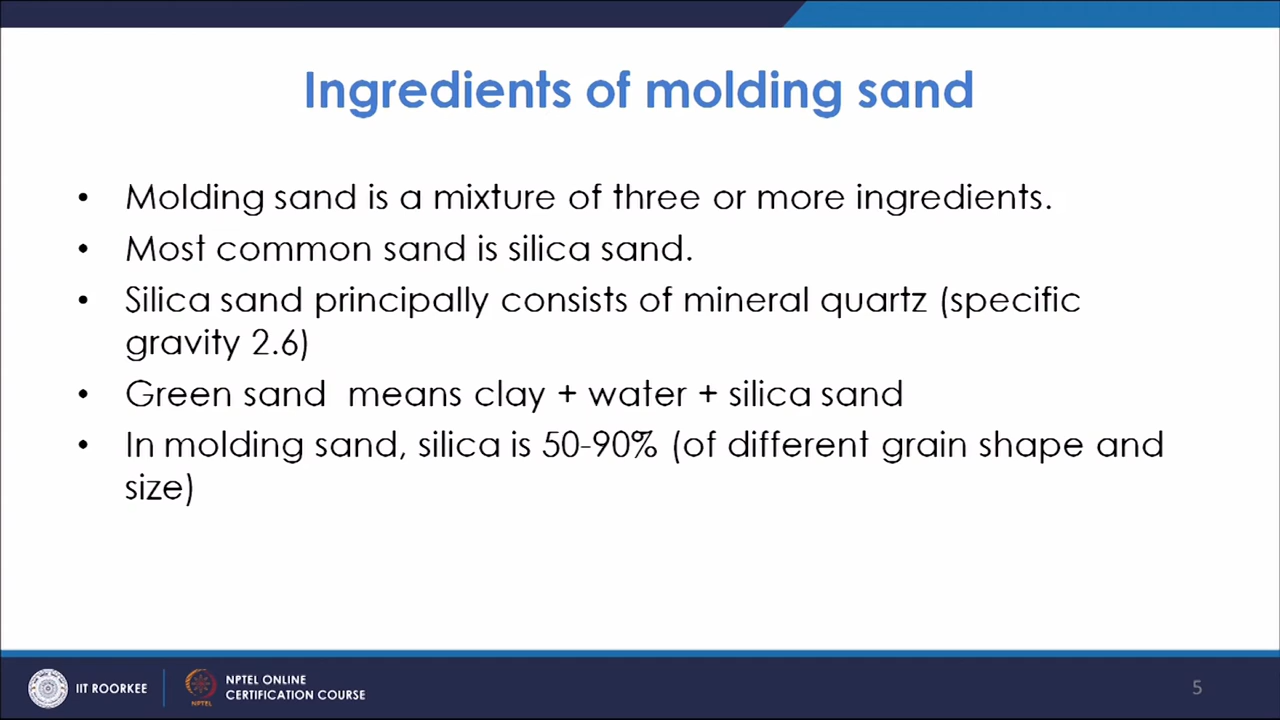 Ingredients of molding sand
• Molding sand is a mixture of three or more ingredients.
• Most common sand is silica sand.
• Silica sand principally consists of mineral quartz (specific
gravity 2.6)
• Green sand  means clay + water + silica sand
• In molding sand, silica is 50-90% (of different grain shape and
size)
IIT ROORKEE
NPTEL
NPTEL ONLINE
CERTIFICATION COURSE
5